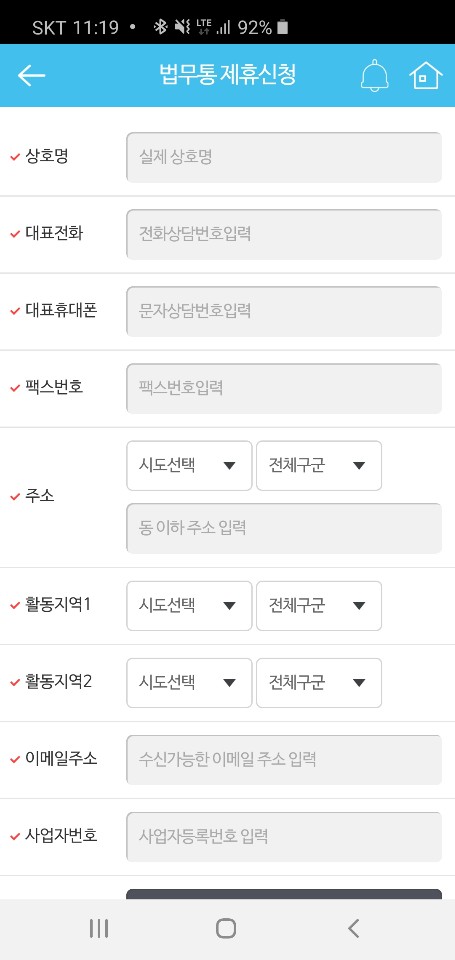 SKT 11:19 • LTE 92%
법무통 제휴신청
상호명 실제 상호명
대표전화 전화상담번호입력
대표휴대폰 문자상담번호입력
팩스번호 팩스번호입력
시도선택 전체구군
주소
동 이하 주소 입력
활동지역1 시도선택 전체구군
활동지역2 시도선택 전체구군
이메일주소 수신가능한 이메일 주소 입력
사업자번호 사업자등록번호 입력